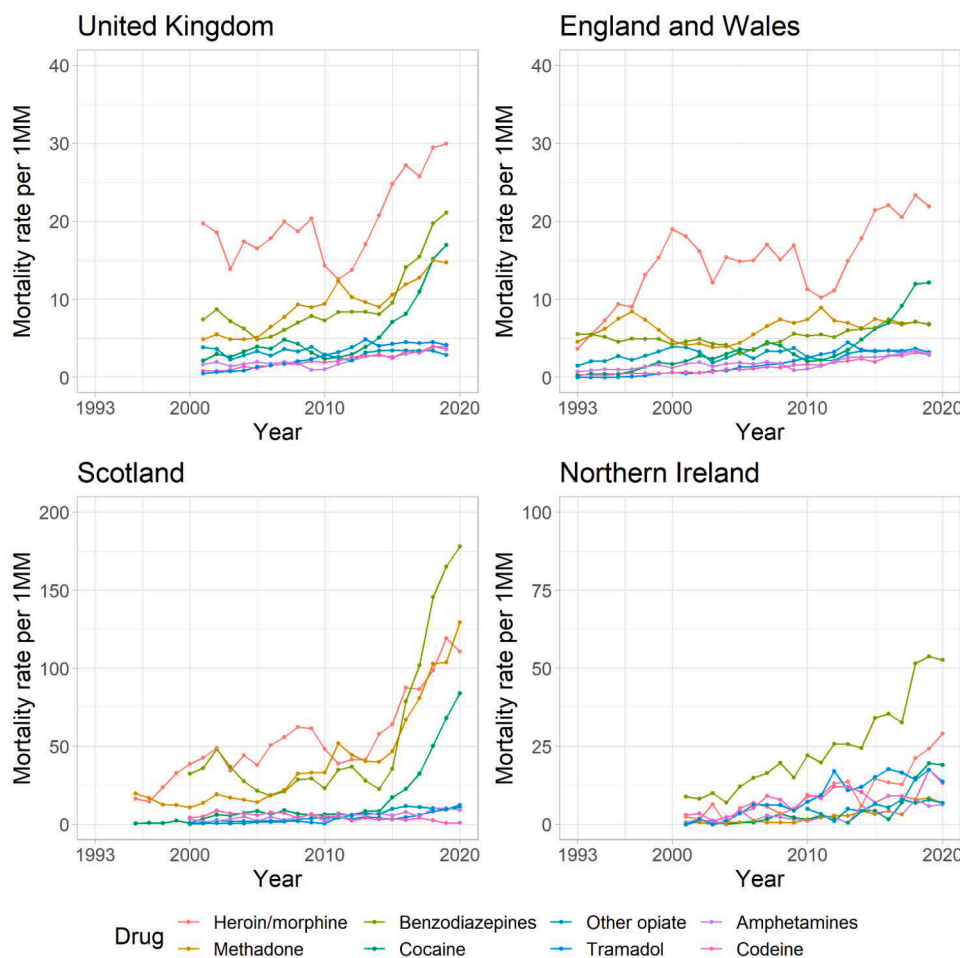 United Kingdom
Mortality rate per 1MM
40
30
20
10
0
1993 2000 2010 2020
Year
England and Wales
Mortality rate per 1MM
40
30
20
10
0
1993 2000 2010 2020
Year
Scotland
Mortality rate per 1MM
200
150
100
50
0
1993 2000 2010 2020
Year
Northern Ireland
Mortality rate per 1MM
100
75
50
25
0
1993 2000 2010 2020
Year
Drug
Heroin/morphine Benzodiazepines Other opiate Amphetamines
Methadone Cocaine Tramadol Codeine